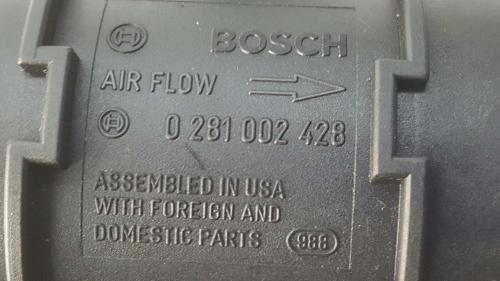 BOSCH
AIR FLOW
0 281 002 428
ASSEMBLED IN USA
WITH FOREIGN AND
DOMESTIC PARTS 988